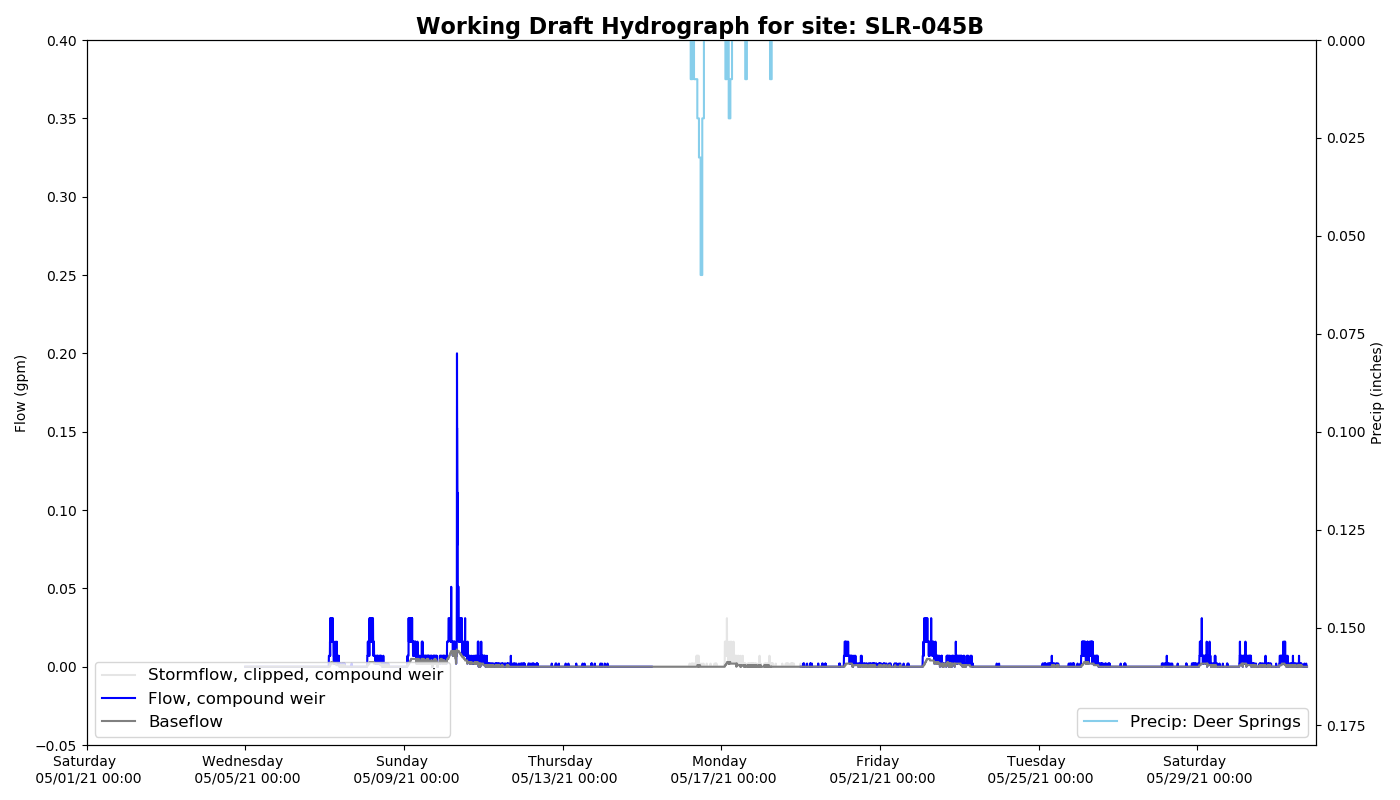 Working Draft Hydrograph for site: SLR-045B
0.40
0.35
0.30
0.25
0.20
0.15
0.10
0.05
0.00
−0.05
Flow (gpm)
0.000
0.025
0.050
0.075
0.100
0.125
0.150
0.175
Precip (inches)
Stormflow, clipped, compound weir
Flow, compound weir
Baseflow
Precip: Deer Springs
Saturday
05/01/21 00:00
Wednesday
05/05/21 00:00
Sunday
05/09/21 00:00
Thursday
05/13/21 00:00
Monday
05/17/21 00:00
Friday
05/21/21 00:00
Tuesday
05/25/21 00:00
Saturday
05/29/21 00:00